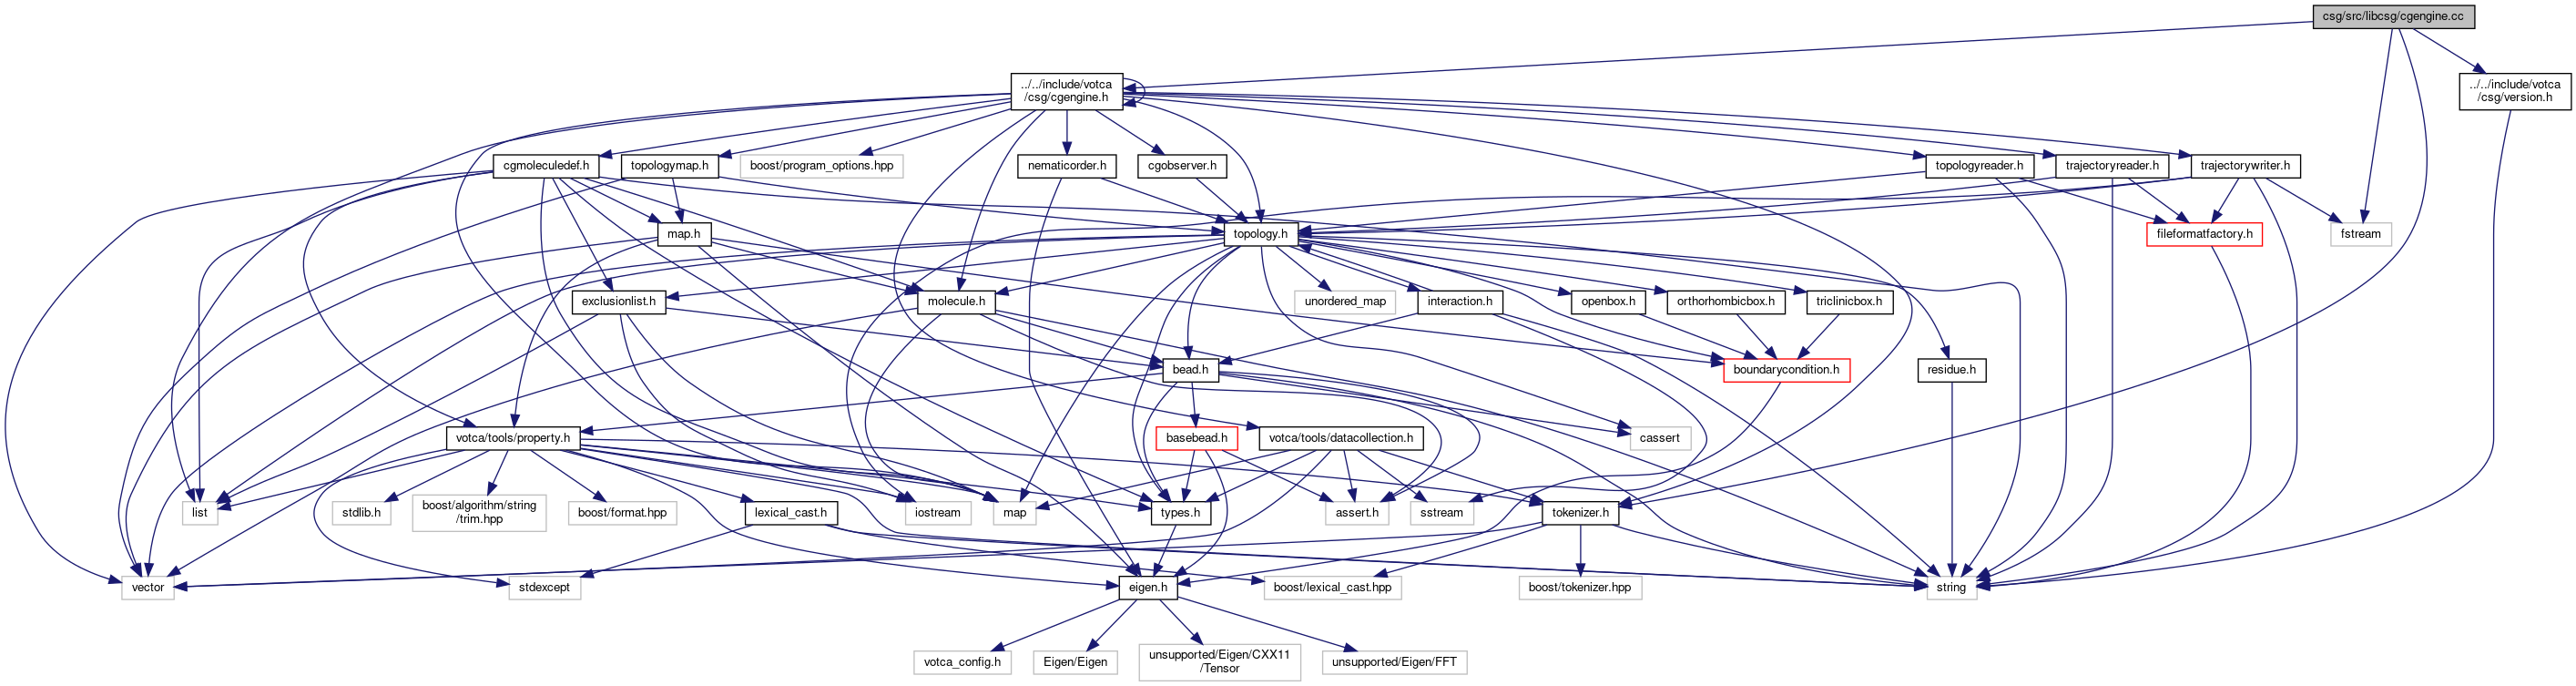 csg/src/libcsg/cgengine.cc
../../include/votca
/csg/cgengine.h
../../include/votca
/csg/version.h
cgmoleculedef.h
topologymap.h
boost/program_options.hpp
nematicorder.h
cgobserver.h
topologyreader.h
trajectoryreader.h
trajectorywriter.h
map.h
topology.h
fileformatfactory.h
fstream
exclusionlist.h
molecule.h
unordered_map
interaction.h
openbox.h
orthorhombicbox.h
triclinicbox.h
bead.h
boundarycondition.h
residue.h
votca/tools/property.h
basebead.h
votca/tools/datacollection.h
cassert
list
stdlib.h
boost/algorithm/string
/trim.hpp
boost/format.hpp
lexical_cast.h
iostream
map
types.h
assert.h
sstream
tokenizer.h
vector
stdexcept
eigen.h
boost/lexical_cast.hpp
boost/tokenizer.hpp
string
votca_config.h
Eigen/Eigen
unsupported/Eigen/CXX11
/Tensor
unsupported/Eigen/FFT